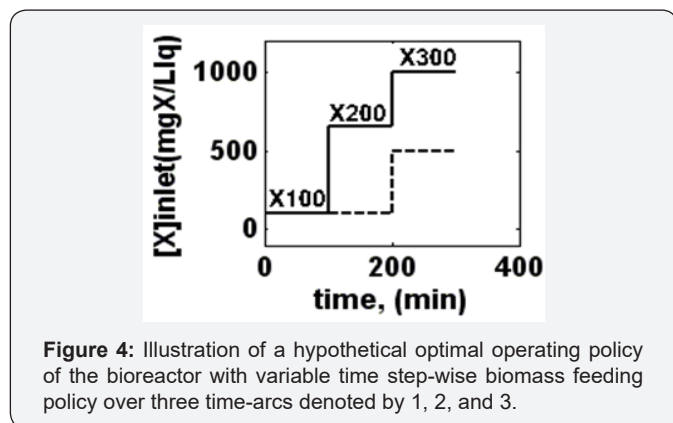 1000
500
0
[X]inlet(mgX/LIq)
X100
X200
X300
0
200
400
time, (min)
Figure 4: Illustration of a hypothetical optimal operating policy
of the bioreactor with variable time step-wise biomass feeding
policy over three time-arcs denoted by 1, 2, and 3.